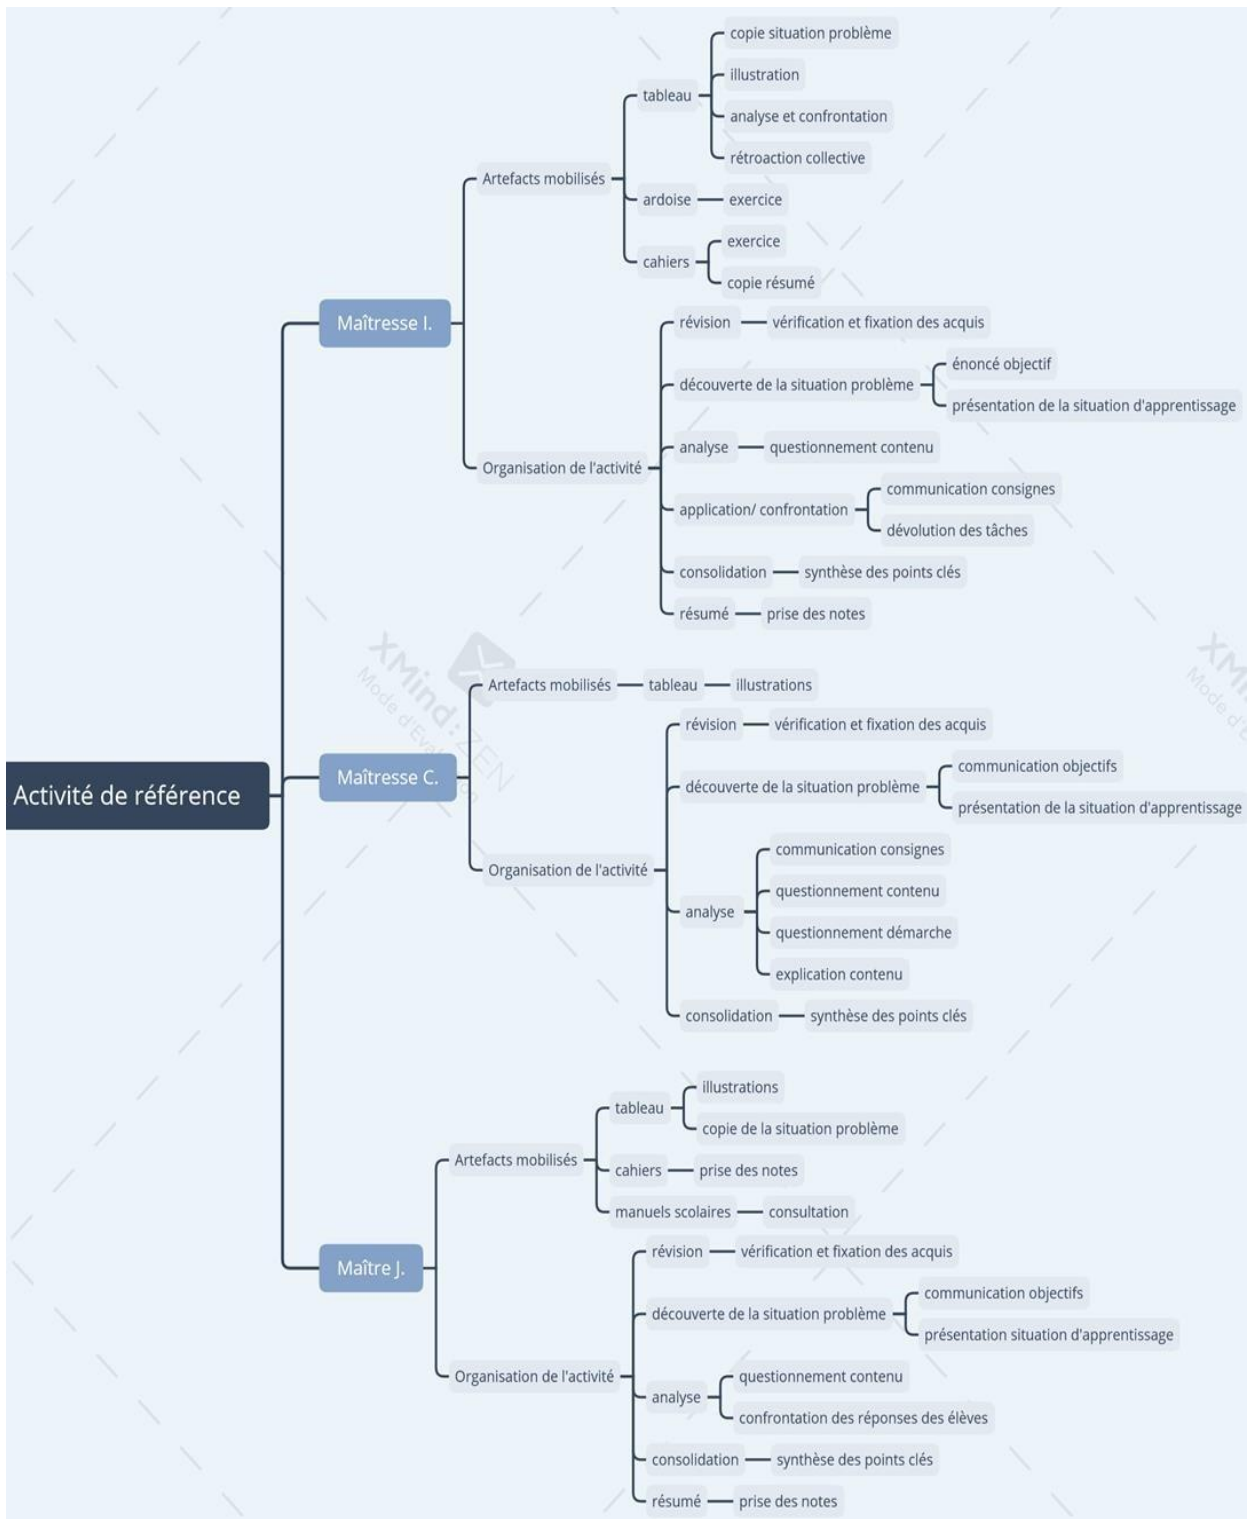 Activité de référence
Maîtresse I.
Artefacts mobilisés
tableau
copie situation problème
illustration
analyse et confrontation
rétroaction collective
ardoise
exercice
cahiers
exercice
copie résumé
Organisation de l'activité
révision
vérification et fixation des acquis
découverte de la situation problème
énoncé objectif
présentation de la situation d'apprentissage
analyse
questionnement contenu
application/ confrontation
communication consignes
dévolution des tâches
consolidation
synthèse des points clés
résumé
prise des notes
Maîtresse C.
Artefacts mobilisés
tableau
illustrations
Organisation de l'activité
révision
vérification et fixation des acquis
découverte de la situation problème
communication objectifs
présentation de la situation d'apprentissage
analyse
communication consignes
questionnement contenu
questionnement démarche
explication contenu
consolidation
synthèse des points clés
Maître J.
Artefacts mobilisés
tableau
illustrations
copie de la situation problème
cahiers
prise des notes
manuels scolaires
consultation
Organisation de l'activité
révision
vérification et fixation des acquis
découverte de la situation problème
communication objectifs
présentation situation d'apprentissage
analyse
questionnement contenu
confrontation des réponses des élèves
consolidation
synthèse des points clés
résumé
prise des notes
XMind:ZEN
Mode d'Eva
XM
Mode d'E